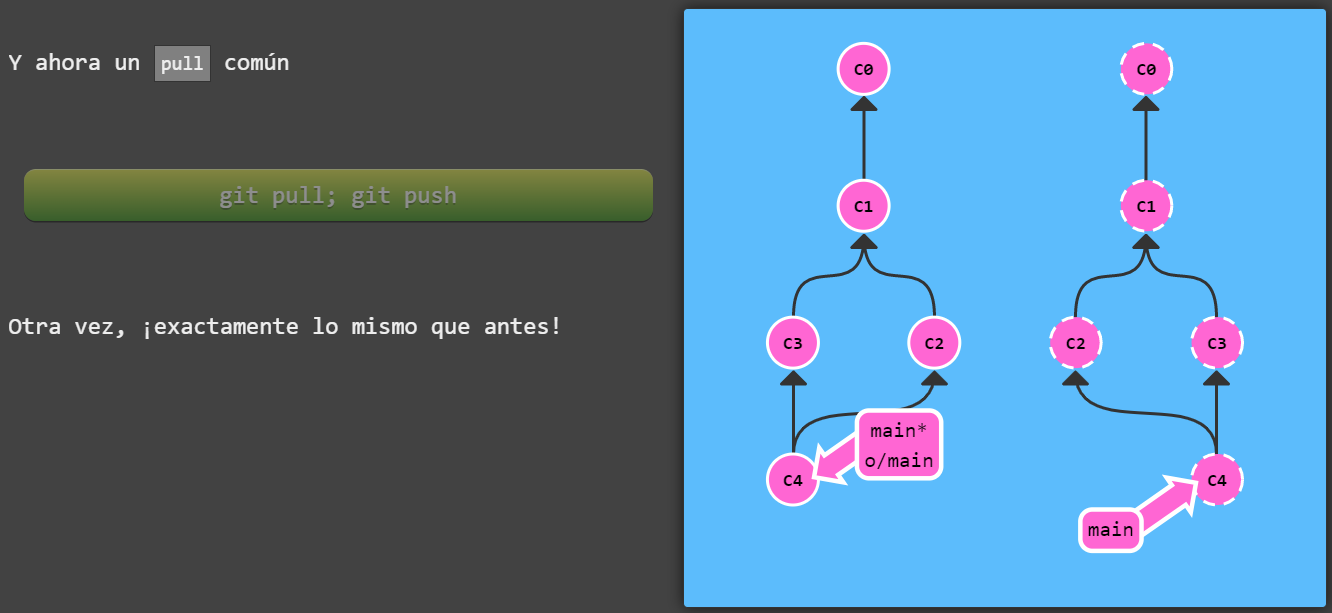 Y ahora un pull común
git pull; git push
Otra vez, ¡exactamente lo mismo que antes!
C0
C1
C3
C2
main*
o/main
C4
C0
C1
C2
C3
C4
main